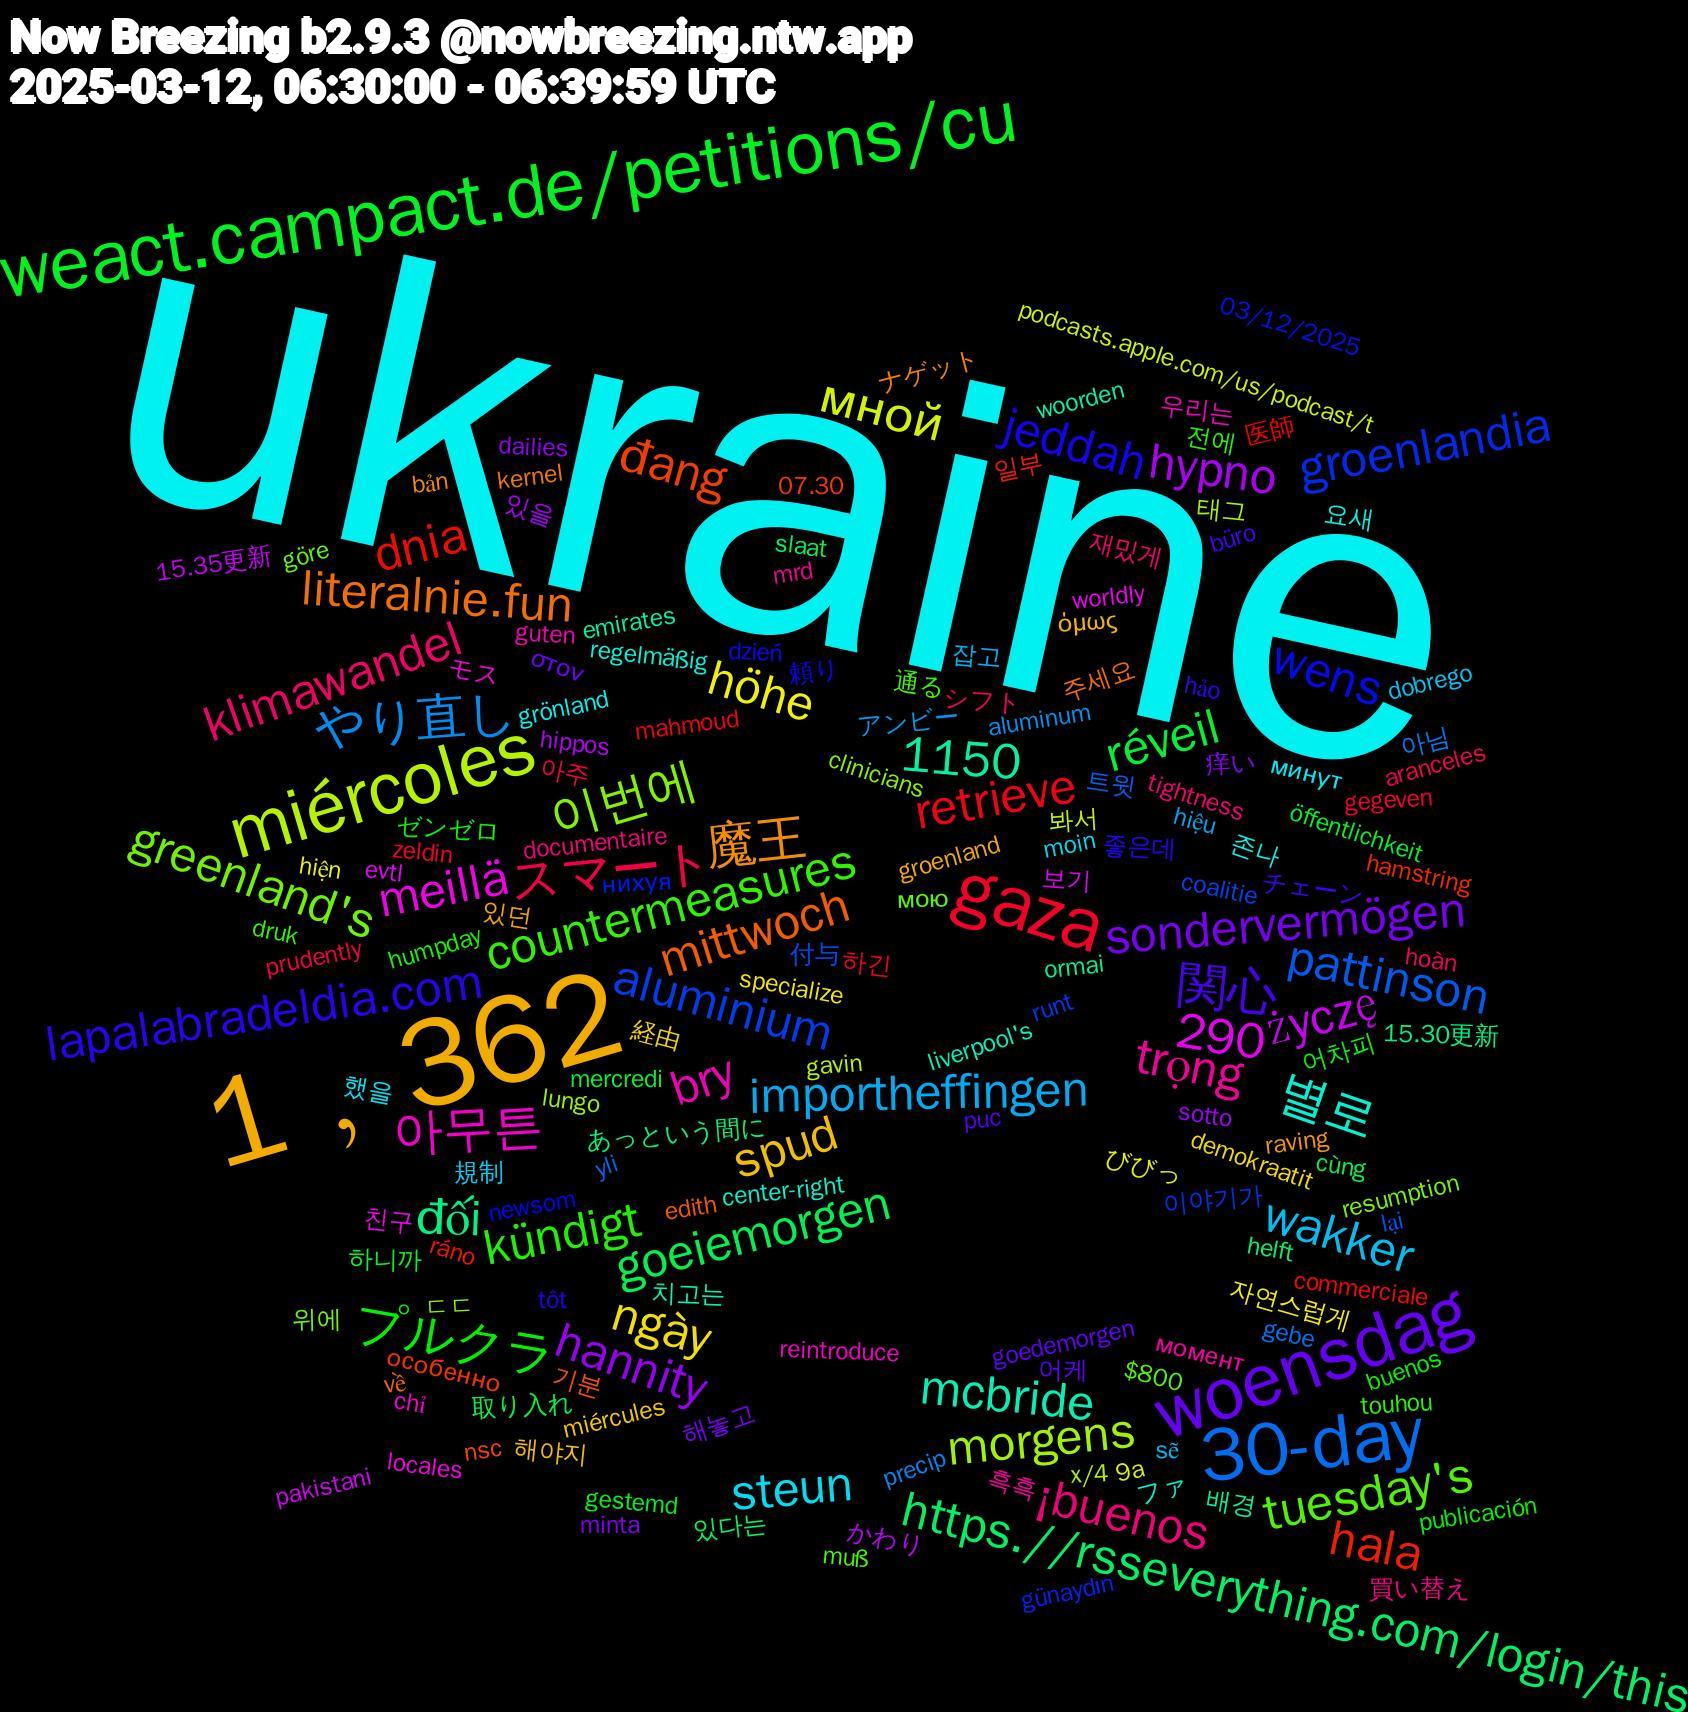 Now Breezing b2.9.3 @nowbreezing.ntw.app
2025-03-12, 06:30:00 - 06:39:59 UTC
weact.campact.de/petitions/cu
ukraine
03/12/2025
podcasts.apple.com/us/podcast/t
ナゲット
woorden
우리는
мной
jeddah
hypno
전에
医師
groenlandia
dailies
đang
07.30
일부
bản
kernel
있을
태그
요새
dnia
15.35更新
göre
slaat
재밌게
büro
mrd
literalnie.fun
emirates
worldly
όμως
guten
στον
regelmäßig
klimawandel
モス
dzień
頼り
höhe
wens
잡고
주세요
hảo
通る
シフト
dobrego
grönland
やり直し
mahmoud
hippos
アンビー
aluminum
réveil
1150
痒い
아님
아주
miércoles
이번에
clinicians
минут
aranceles
retrieve
tightness
트윗
gegeven
봐서
ゼンゼロ
魔王
documentaire
zeldin
hiệu
öffentlichkeit
greenland's
meillä
スマート
groenland
moin
좋은데
존나
hiện
evtl
countermeasures
gaza
チェーン
нихуя
보기
hamstring
mittwoch
sondervermögen
мою
coalitie
있던
druk
humpday
付与
하긴
hoàn
prudently
pattinson
関心
aluminium
ormai
specialize
runt
lapalabradeldia.com
1，362
290
życzę
15.30更新
trọng
経由
liverpool's
어차피
bry
gavin
별로
importheffingen
mercredi
했을
gestemd
아무튼
lungo
sotto
puc
spud
あっという間に
demokraatit
規制
びびっ
raving
cùng
yli
center-right
wakker
đối
goeiemorgen
kündigt
친구
newsom
edith
resumption
이야기가
lại
helft
ráno
하니까
치고는
commerciale
자연스럽게
tôt
ngày
プルクラ
ㄷㄷ
위에
gebe
goedemorgen
reintroduce
момент
hannity
особенно
어케
기분
$800
buenos
woensdag
mcbride
về
chỉ
取り入れ
해놓고
miércules
touhou
30-day
morgens
해야지
nsc
sẽ
locales
precip
steun
x/4 9a
ファ
흑흑
tuesday's
pakistani
배경
gestemd
publicación
있다는
minta
かわり
¡buenos
https.//rsseverything.com/login/this
hala
muß
günaydın
買い替え